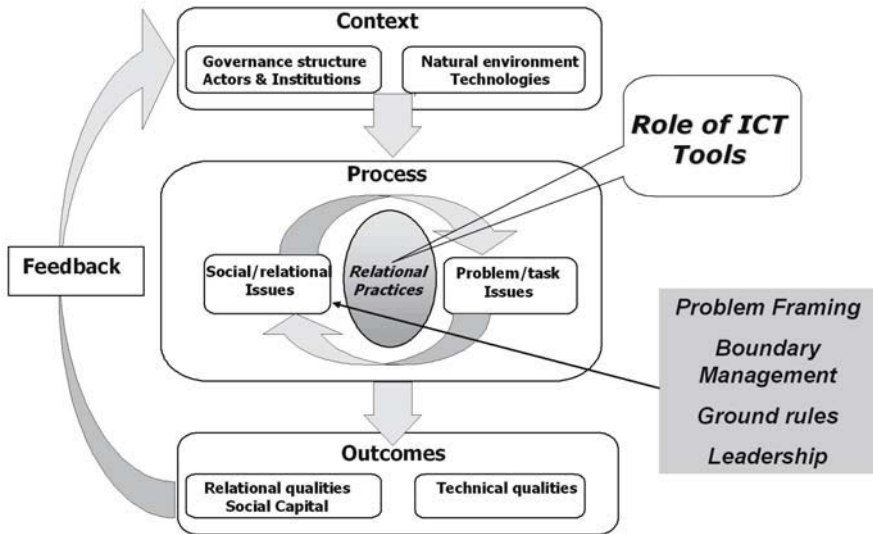 Context
Governance structure
Actors & Institutions
Natural environment
Technologies
Role of ICT
Tools
Process
Feedback
Social/relational
Issues
Relational
Practices
Problem/task
Issues
Problem Framing
Boundary
Management
Ground rules
Leadership
Outcomes
Relational qualities
Social Capital
Technical qualities